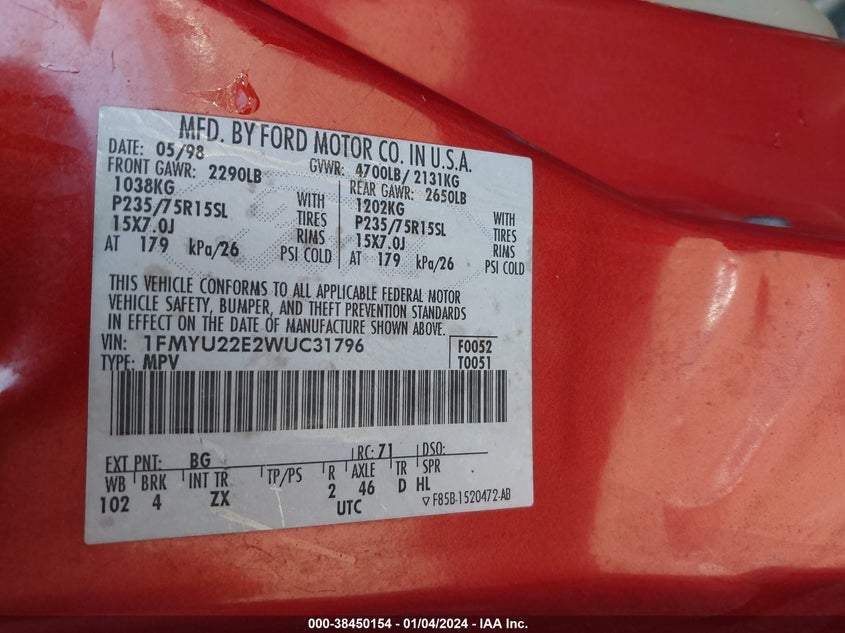 MFD. BY FORD MOTOR CO. IN U.S.A.
DATE: 05/98 GVWR: 4700LB/ 2131KG
FRONT GAWR: 2290LB REAR GAWR: 2650LB
1038KG WITH 1202KG WITH
P235/75R15SL TIRES P235/75R15SL TIRES
15X7.0J RIMS 15X7.0J RIMS
AT 179 kPa/26 PSI COLD AT 179 kPa/26 PSI COLD
THIS VEHICLE CONFORMS TO ALL APPLICABLE FEDERAL MOTOR
VEHICLE SAFETY, BUMPER, AND THEFT PREVENTION STANDARDS
IN EFFECT ON THE DATE OF MANUFACTURE SHOWN ABOVE.
VIN: 1FMYU22E2WUC31796 F0052
TYPE: MPV T0051
EXT PNT: BG RC: 71 DSO:
WB BRK INT TR TP/PS R AXLE TR SPR
102 4 ZX 2 46 D HL
UTC ▽ F85B-1520472-AB
000-38450154 - 01/04/2024 - IAA Inc.